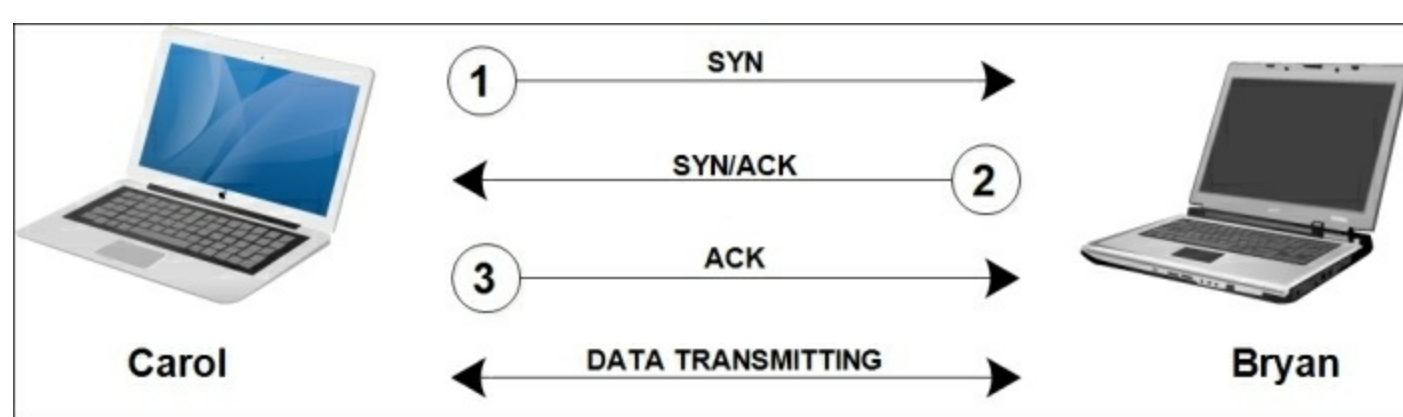 1
SYN
SYN/ACK
2
3
ACK
Carol
DATA TRANSMITTING
Bryan